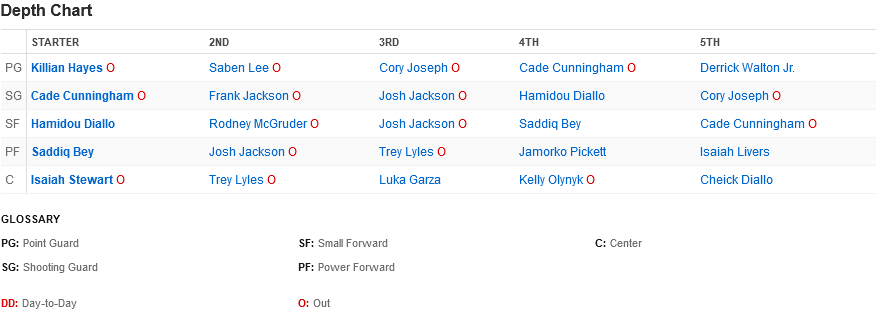 Depth Chart
STARTER 2ND 3RD 4TH 5TH
PG Killian Hayes O Saben Lee O Cory Joseph O Cade Cunningham O Derrick Walton Jr.
SG Cade Cunningham O Frank Jackson O Josh Jackson O Hamidou Diallo Cory Joseph O
SF Hamidou Diallo Rodney McGruder O Josh Jackson O Saddiq Bey Cade Cunningham O
PF Saddiq Bey Josh Jackson O Trey Lyles O Jamorko Pickett Isaiah Livers
C Isaiah Stewart O Trey Lyles O Luka Garza Kelly Olynyk O Cheick Diallo
GLOSSARY
PG: Point Guard SF: Small Forward C: Center
SG: Shooting Guard PF: Power Forward
DD: Day-to-Day O: Out